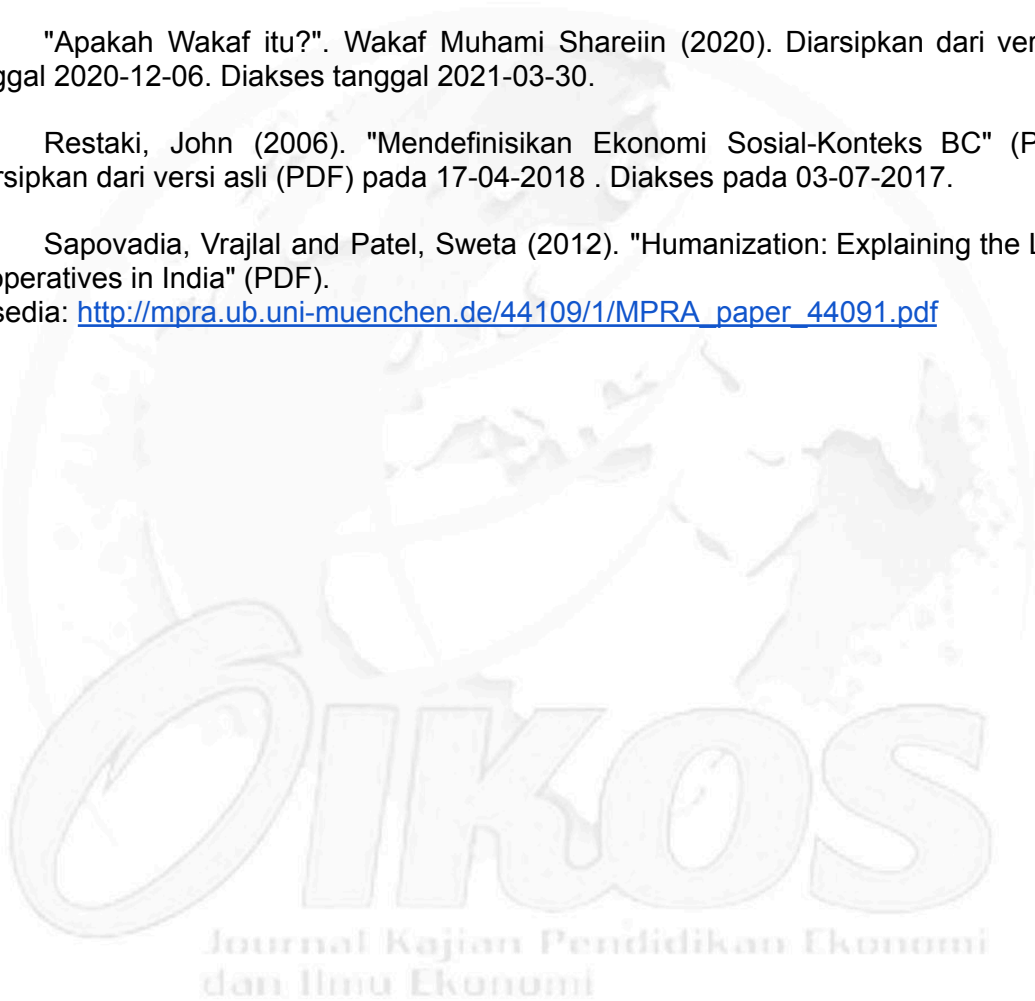 "Apakah Wakaf itu?". Wakaf Muhami Shareiin (2020). Diarsipkan dari ver
ggal 2020-12-06. Diakses tanggal 2021-03-30.
Restaki, John (2006). "Mendefinisikan Ekonomi Sosial-Konteks BC" (P
rsipkan dari versi asli (PDF) pada 17-04-2018 . Diakses pada 03-07-2017.
Sapovadia, Vrajlal and Patel, Sweta (2012). "Humanization: Explaining the L
operatives in India" (PDF).
sedia: http://mpra.ub.uni-muenchen.de/44109/1/MPRA_paper_44091.pdf
OIKOS
Journal Kajian Pendidikan Ekonomi
dan Ilmu Ekonomi